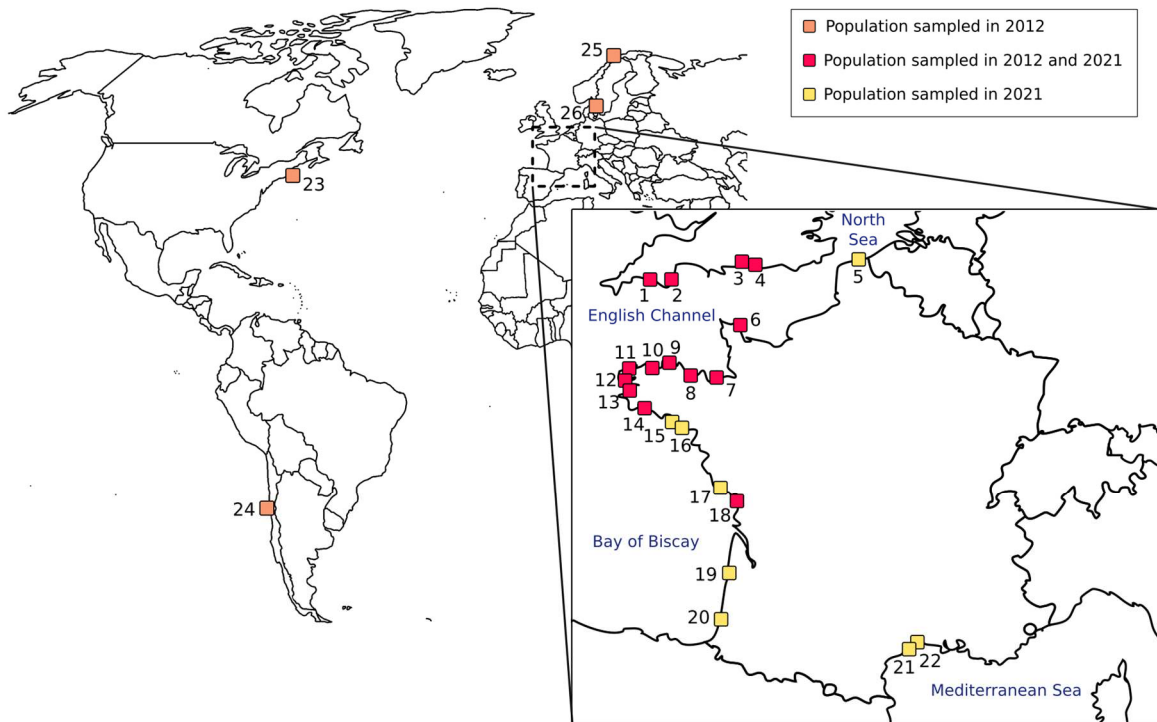 Population sampled in 2012
Population sampled in 2012 and 2021
Population sampled in 2021
25
26
23
24
North
Sea
3 4
5
1 2
English Channel
6
11 10 9
12
8 7
13
14
15
16
17
18
Bay of Biscay
19
20
21 22
Mediterranean Sea